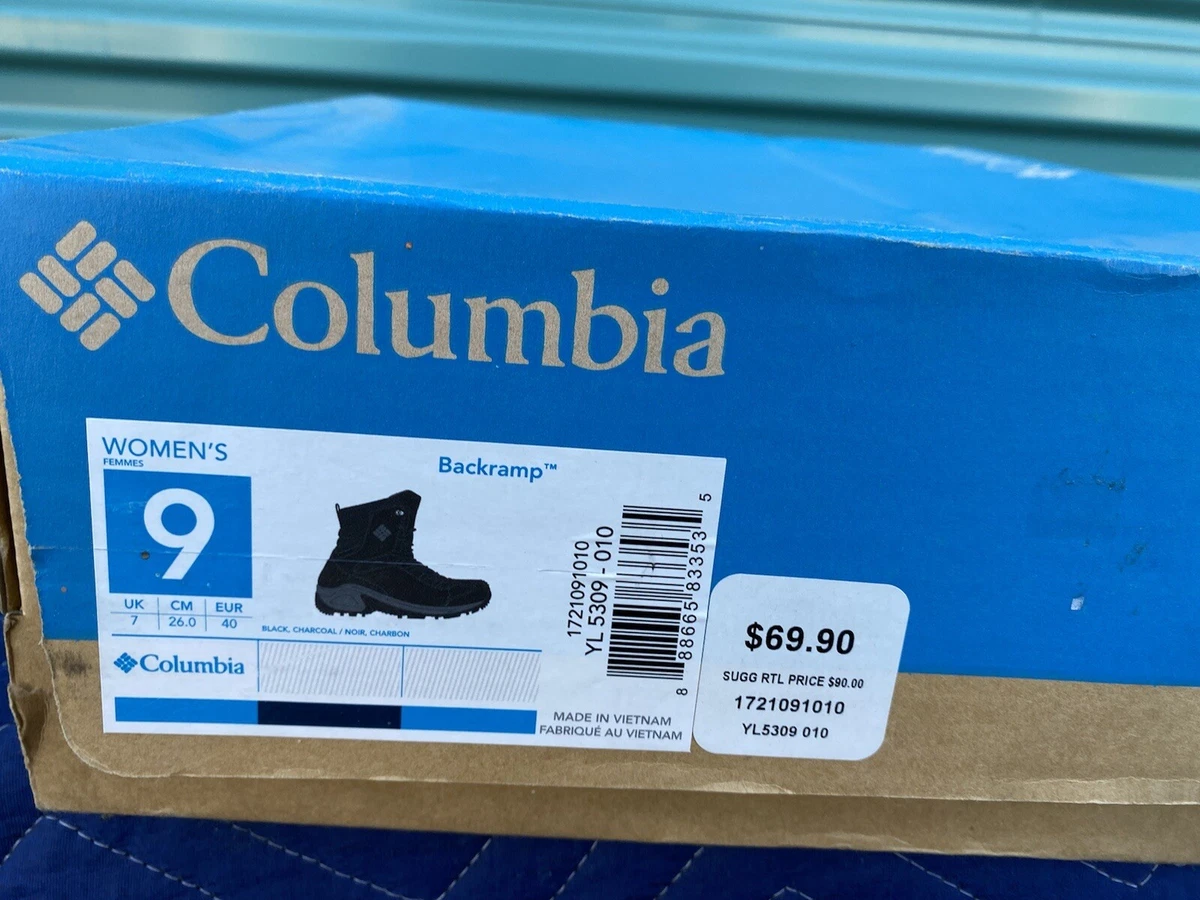 Columbia
WOMEN'S
FEMMES
9
UK CM EUR
7 26.0 40
Backramp™
BLACK, CHARCOAL / NOIR, CHARBON
Columbia
1721091010
YL 5309 - 010
8 88665 83353 5
MADE IN VIETNAM
FABRIQUÉ AU VIETNAM
$69.90
SUGG RTL PRICE $90.00
1721091010
YL5309 010